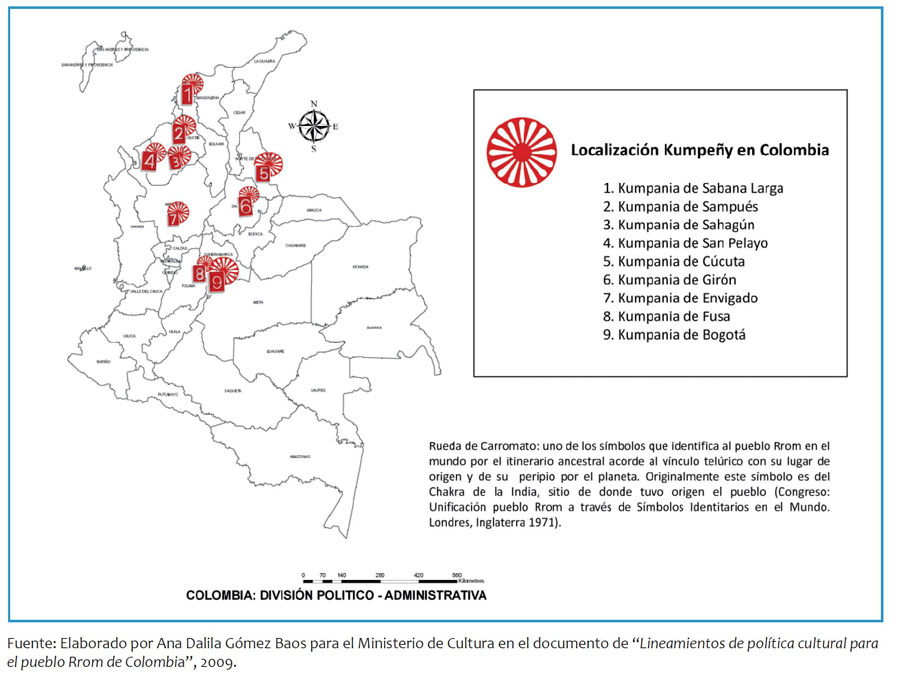 SAN ANDRES Y PROVIDENCIA
SAN ANDRES Y PROVIDENCIA
LA GUAJIRA
1
MAGDALENA
CESAR
N
W E
S
2
SUCRE
BOLIVAR
4
3
NORTE DE
5
6
7
ARAUCA
BOYACA
CASANARE
CHOCO
CALDAS
CUNDINAMARCA
8
9
VICHADA
VALLE DEL CAUCA
TOLIMA
META
GUAINIA
CAUCA
HUILA
GUAVIARE
NARIÑO
CAQUETA
VAUPÉS
PUTUMAYO
AMAZONAS
Localización Kumpeñy en Colombia
1. Kumpania de Sabana Larga
2. Kumpania de Sampués
3. Kumpania de Sahagún
4. Kumpania de San Pelayo
5. Kumpania de Cúcuta
6. Kumpania de Girón
7. Kumpania de Envigado
8. Kumpania de Fusa
9. Kumpania de Bogotá
Rueda de Carromato: uno de los símbolos que identifica al pueblo Rrom en el
mundo por el itinerario ancestral acorde al vínculo telúrico con su lugar de
origen y de su peripio por el planeta. Originalmente este símbolo es del
Chakra de la India, sitio de donde tuvo origen el pueblo (Congreso:
Unificación pueblo Rrom a través de Símbolos Identitarios en el Mundo.
Londres, Inglaterra 1971).
0 70 140 280 420 560
Kilometers
COLOMBIA: DIVISIÓN POLITICO - ADMINISTRATIVA
Fuente: Elaborado por Ana Dalila Gómez Baos para el Ministerio de Cultura en el documento de “Lineamientos de política cultural para
el pueblo Rrom de Colombia”, 2009.